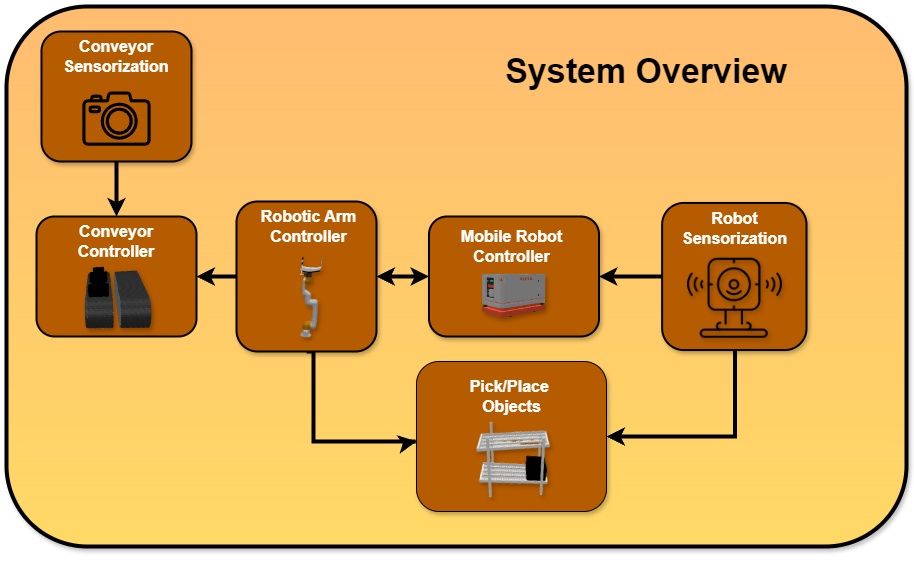 System Overview
Conveyor
Sensorization
Conveyor
Controller
Robotic Arm
Controller
Mobile Robot
Controller
Robot
Sensorization
Pick/Place
Objects